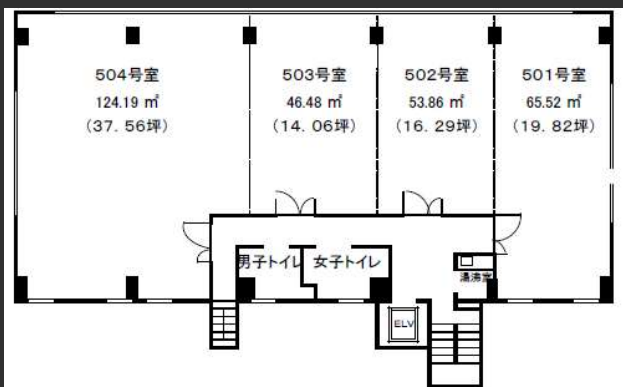 504号室
124.19 ㎡
(37.56坪)
503号室
46.48 ㎡
(14.06坪)
502号室
53.86 ㎡
(16.29坪)
501号室
65.52 ㎡
(19.82坪)
男子トイレ
女子トイレ
湯沸室
ELV